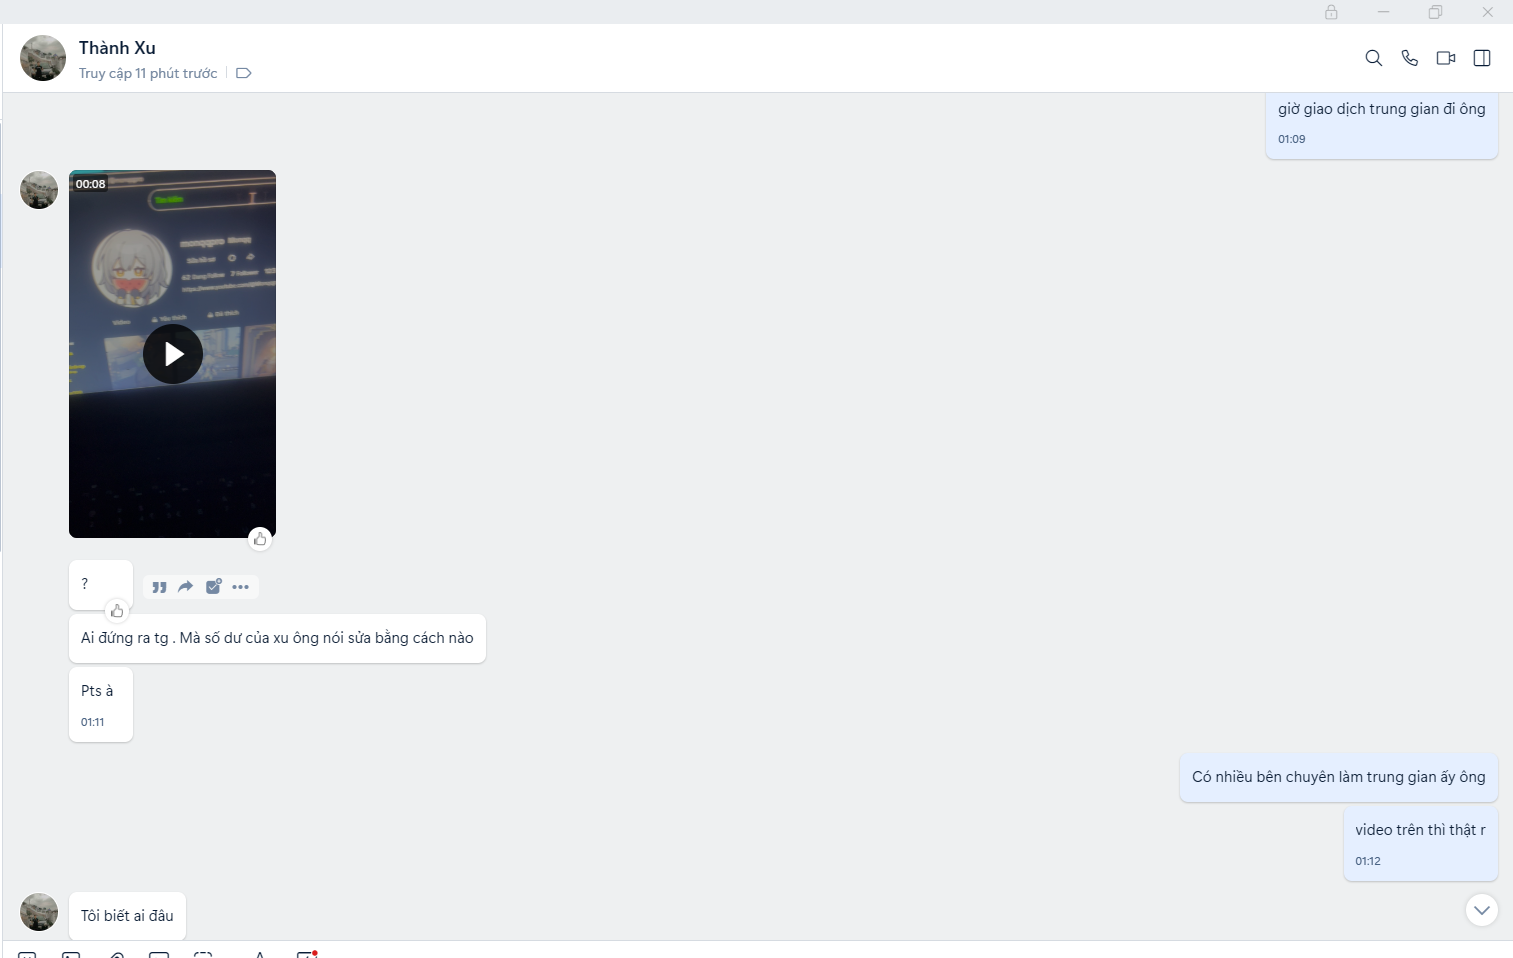 Thành Xu
Truy cập 11 phút trước
giờ giao dịch trung gian đi ông
01:09
00:08
?
Ai đứng ra tg . Mà số dư của xu ông nói sửa bằng cách nào
Pts à
01:11
Có nhiều bên chuyên làm trung gian ấy ông
video trên thì thật r
01:12
Tôi biết ai đâu